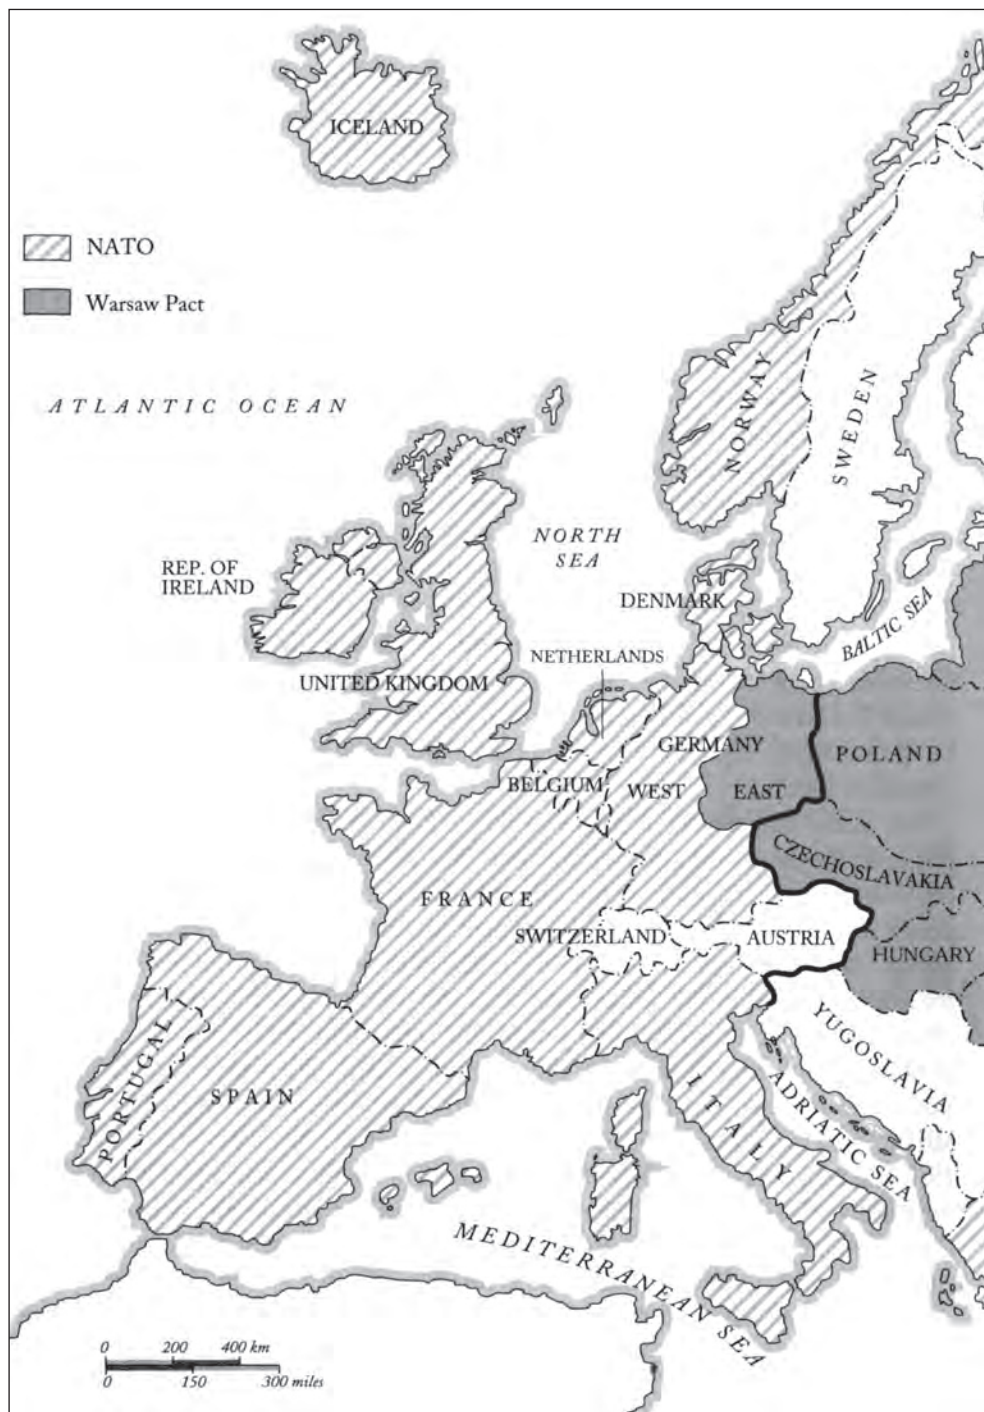 ICELAND
NATO
Warsaw Pact
ATLANTIC OCEAN
NORWAY
SWEDEN
NORTH
SEA
REP. OF
IRELAND
DENMARK
BALTIC SEA
NETHERLANDS
UNITED KINGDOM
GERMANY
POLAND
BELGIUM
WEST
EAST
CZECHOSLAVAKIA
FRANCE
SWITZERLAND
AUSTRIA
HUNGARY
YUGOSLAVIA
PORTUGAL
SPAIN
ITALY
ADRIATIC SEA
MEDITERRANEAN SEA
0 200 400 km
0 150 300 miles